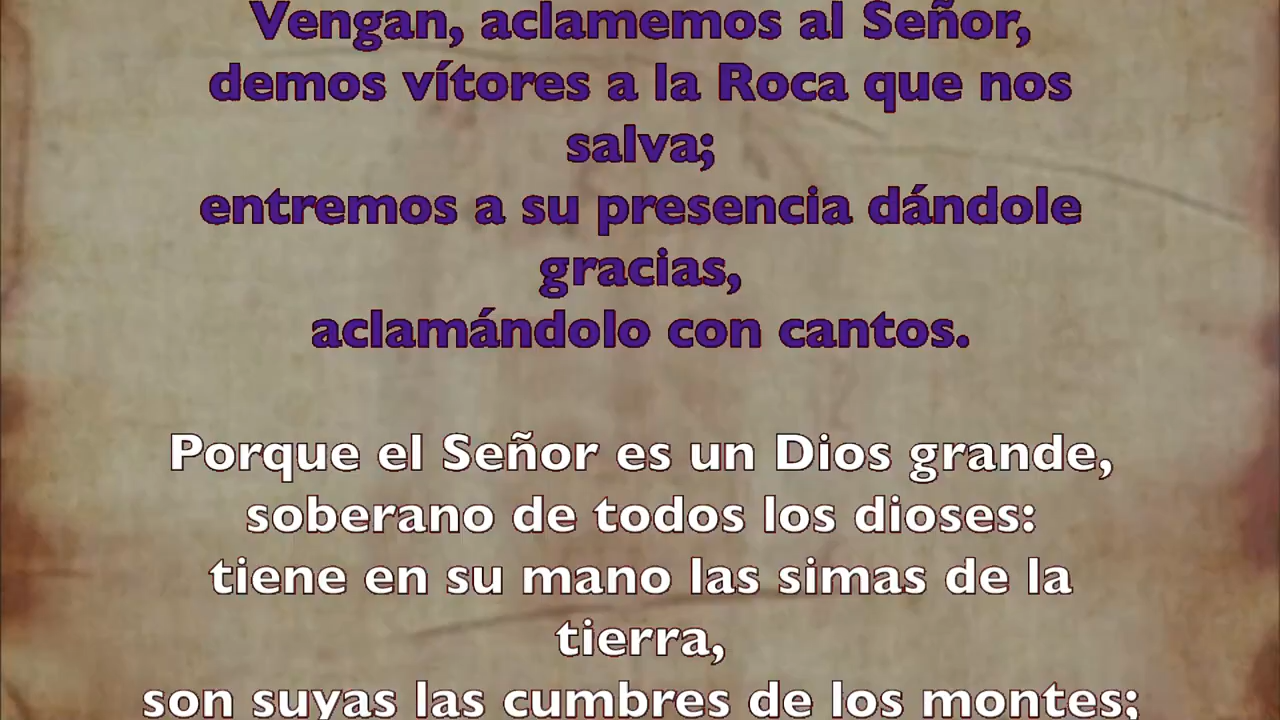 Vengan, aclamemos al Señor,
demos vítores a la Roca que nos
salva;
entremos a su presencia dándole
gracias,
aclamándolo con cantos.
Porque el Señor es un Dios grande,
soberano de todos los dioses:
tiene en su mano las simas de la
tierra,
son suyas las cumbres de los montes;